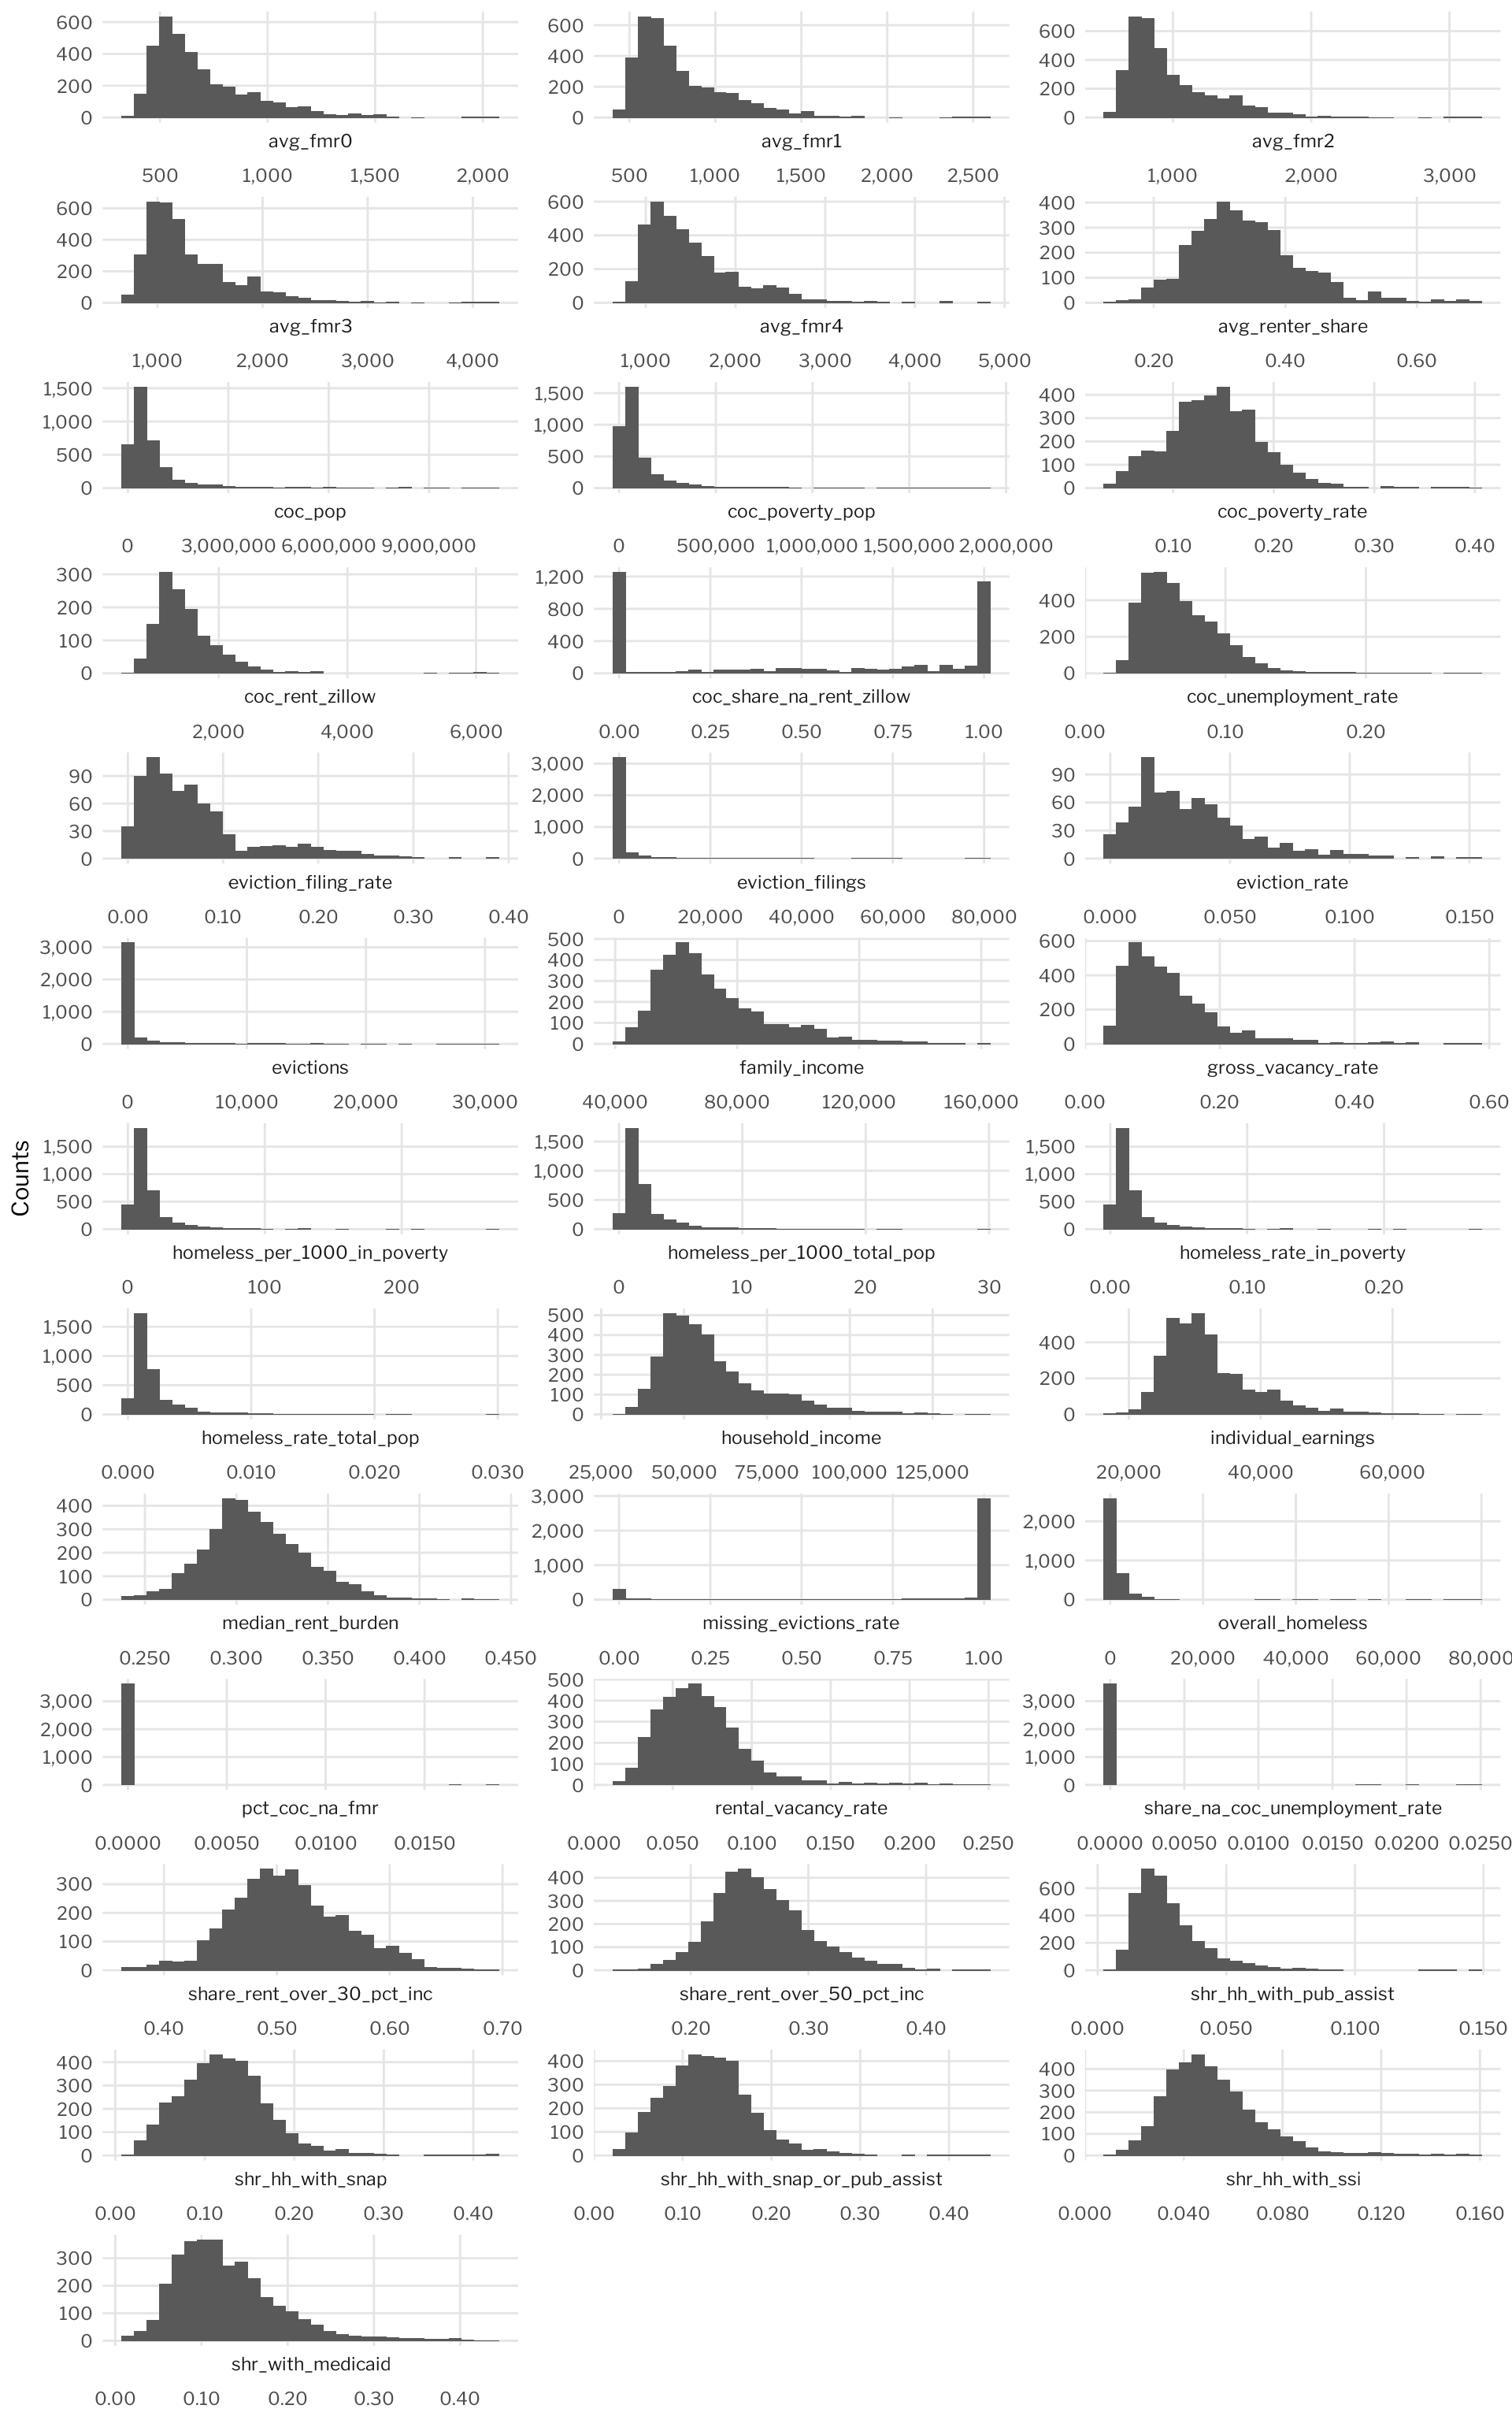 600
400
200
0
600
400
200
0
600
400
200
0
avg_fmr0
avg_fmr1
avg_fmr2
500 1,000 1,500 2,000
500 1,000 1,500 2,000 2,500
1,000 2,000 3,000
600
400
200
0
600
400
200
0
400
300
200
100
0
avg_fmr3
avg_fmr4
avg_renter_share
1,000 2,000 3,000 4,000
1,000 2,000 3,000 4,000 5,000
0.20 0.40 0.60
1,500
1,000
500
0
1,500
1,000
500
0
400
300
200
100
0
coc_pop
coc_poverty_pop
coc_poverty_rate
0 3,000,000 6,000,000 9,000,000
0 500,000 1,000,000 1,500,000 2,000,000
0.10 0.20 0.30 0.40
300
200
100
0
1,200
800
400
0
400
200
0
coc_rent_zillow
coc_share_na_rent_zillow
coc_unemployment_rate
2,000 4,000 6,000
0.00 0.25 0.50 0.75 1.00
0.00 0.10 0.20
90
60
30
0
3,000
2,000
1,000
0
90
60
30
0
eviction_filing_rate
eviction_filings
eviction_rate
0.00 0.10 0.20 0.30 0.40
0 20,000 40,000 60,000 80,000
0.000 0.050 0.100 0.150
3,000
2,000
1,000
0
500
400
300
200
100
0
600
400
200
0
evictions
family_income
gross_vacancy_rate
0 10,000 20,000 30,000
40,000 80,000 120,000 160,000
0.00 0.20 0.40 0.60
Counts
1,500
1,000
500
0
1,500
1,000
500
0
1,500
1,000
500
0
homeless_per_1000_in_poverty
homeless_per_1000_total_pop
homeless_rate_in_poverty
0 100 200
0 10 20 30
0.00 0.10 0.20
1,500
1,000
500
0
500
400
300
200
100
0
400
200
0
homeless_rate_total_pop
household_income
individual_earnings
0.000 0.010 0.020 0.030
25,000 50,000 75,000 100,000 125,000
20,000 40,000 60,000
400
300
200
100
0
3,000
2,000
1,000
0
2,000
1,000
0
median_rent_burden
missing_evictions_rate
overall_homeless
0.250 0.300 0.350 0.400 0.450
0.00 0.25 0.50 0.75 1.00
0 20,000 40,000 60,000 80,000
3,000
2,000
1,000
0
500
400
300
200
100
0
3,000
2,000
1,000
0
pct_coc_na_fmr
rental_vacancy_rate
share_na_coc_unemployment_rate
0.0000 0.0050 0.0100 0.0150
0.000 0.050 0.100 0.150 0.200 0.250
0.0000 0.0050 0.0100 0.0150 0.0200 0.0250
300
200
100
0
400
300
200
100
0
600
400
200
0
share_rent_over_30_pct_inc
share_rent_over_50_pct_inc
shr_hh_with_pub_assist
0.40 0.50 0.60 0.70
0.20 0.30 0.40
0.000 0.050 0.100 0.150
400
300
200
100
0
400
300
200
100
0
400
300
200
100
0
shr_hh_with_snap
shr_hh_with_snap_or_pub_assist
shr_hh_with_ssi
0.00 0.10 0.20 0.30 0.40
0.00 0.10 0.20 0.30 0.40
0.000 0.040 0.080 0.120 0.160
300
200
100
0
shr_with_medicaid
0.00 0.10 0.20 0.30 0.40